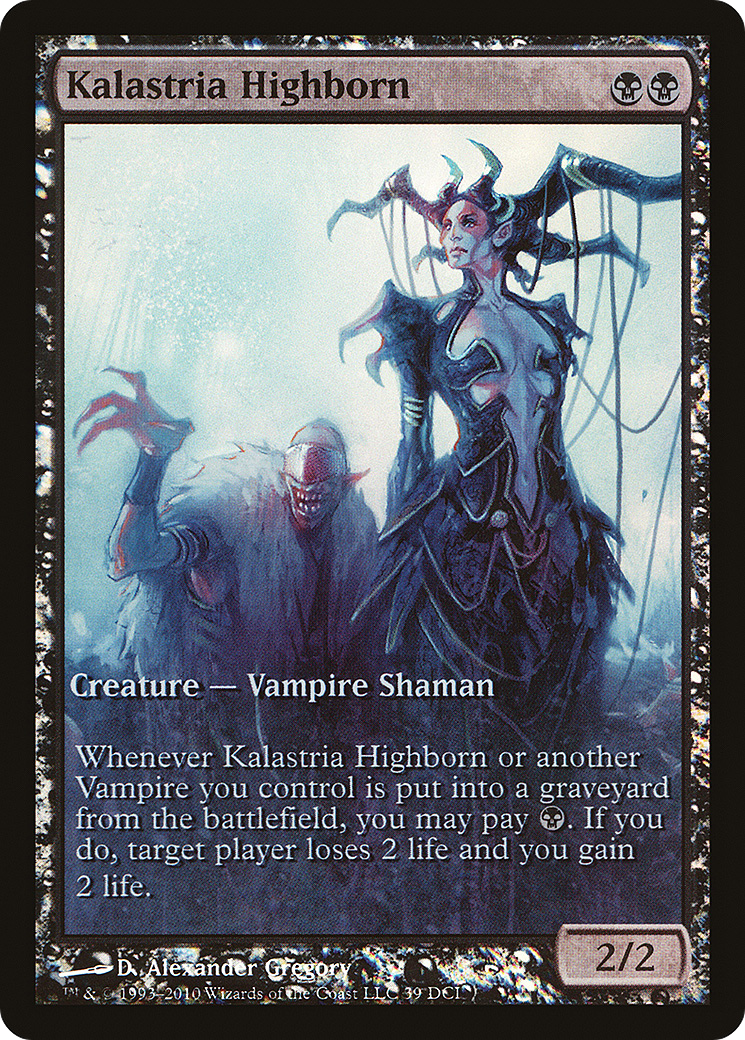 Kalastria Highborn
Creature — Vampire Shaman
Whenever Kalastria Highborn or another
Vampire you control is put into a graveyard
from the battlefield, you may pay . If you
do, target player loses 2 life and you gain
2 life.
2/2
D. Alexander Gregory
™ & © 1993–2010 Wizards of the Coast LLC 39 DCI